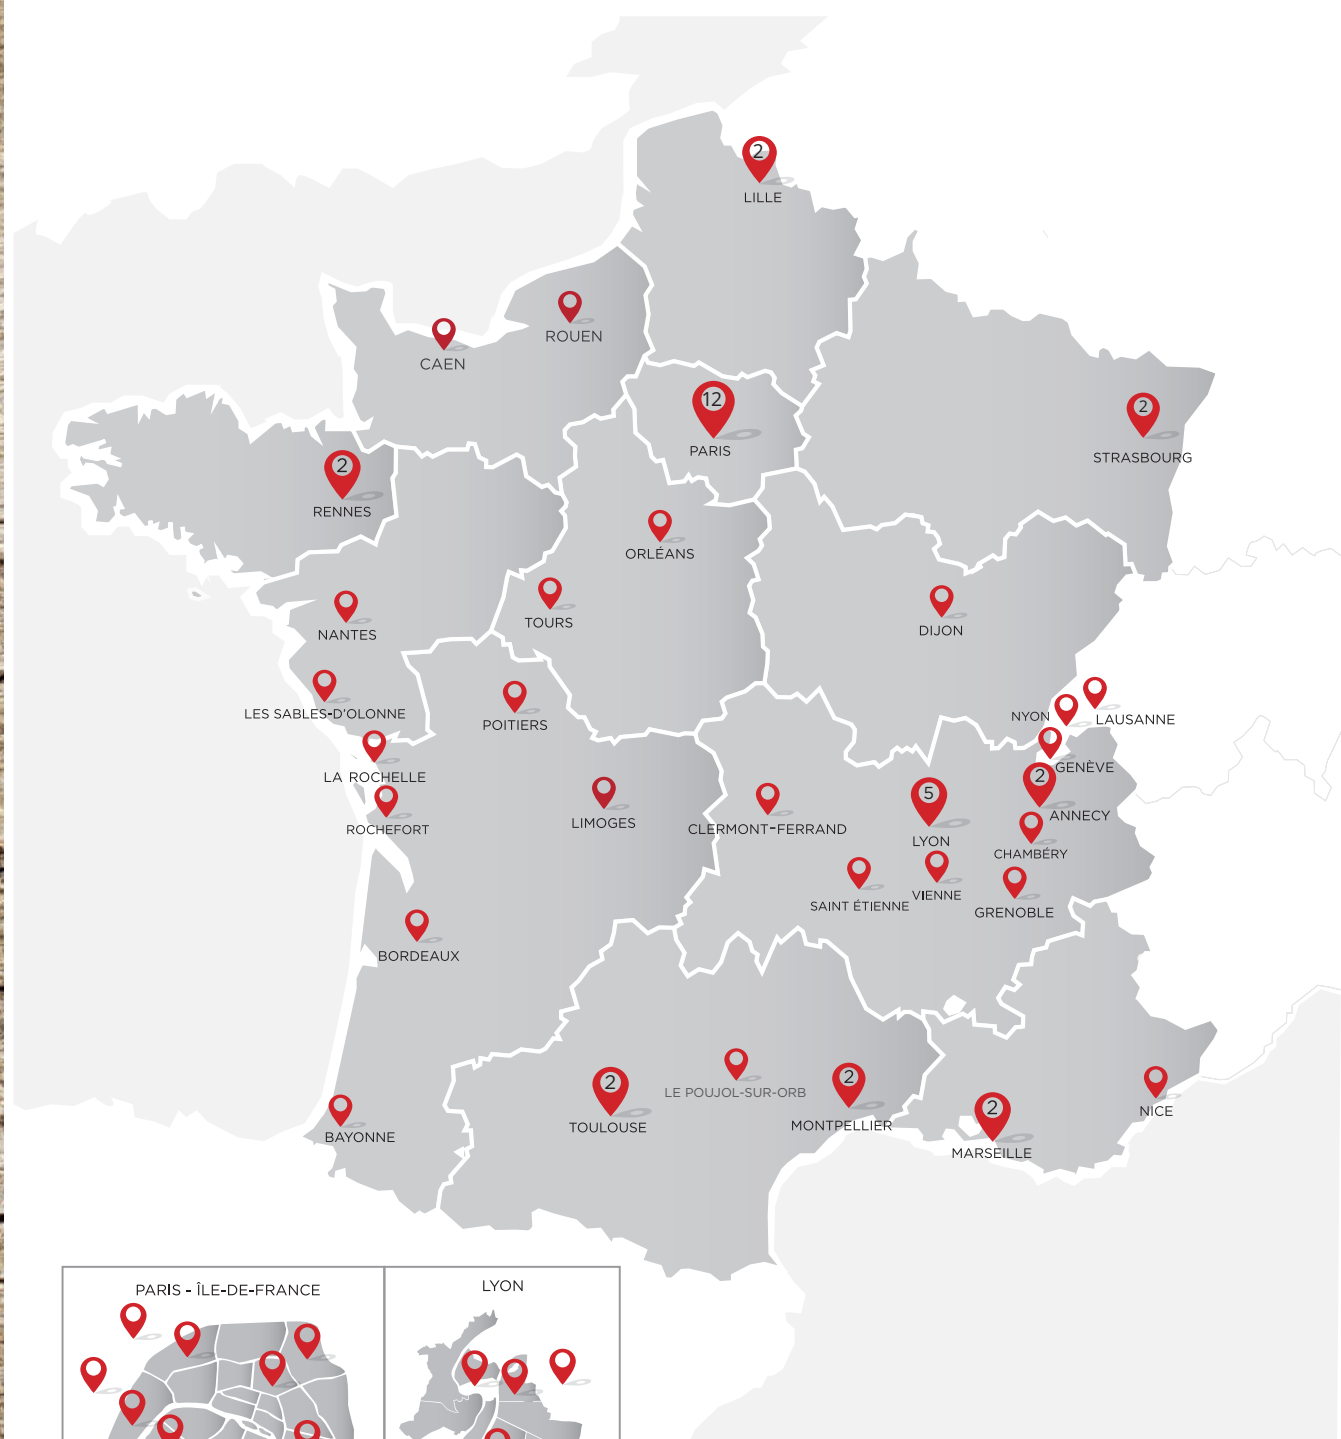 2
LILLE
ROUEN
CAEN
12
PARIS
2
STRASBOURG
2
RENNES
ORLÉANS
TOURS
DIJON
NANTES
LES SABLES-D'OLONNE
POITIERS
NYON
LAUSANNE
GENÈVE
LA ROCHELLE
2
ANNECY
ROCHEFORT
LIMOGES
CLERMONT-FERRAND
5
LYON
CHAMBÉRY
SAINT ÉTIENNE
VIENNE
GRENOBLE
BORDEAUX
2
TOULOUSE
LE POUJOL-SUR-ORB
2
MONTPELLIER
2
MARSEILLE
NICE
BAYONNE
PARIS - ÎLE-DE-FRANCE
LYON